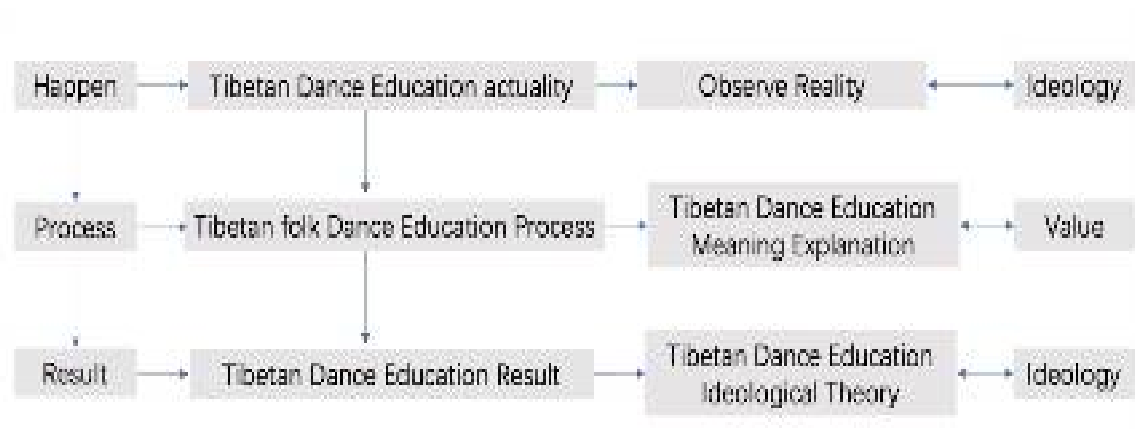 Happen
Tibetan Dance Education actuality
Observe Reality
Ideology
Process
Tibetan folk Dance Education Process
Tibetan Dance Education
Meaning Explanation
Value
Result
Tibetan Dance Education Result
Tibetan Dance Education
Ideological Theory
Ideology